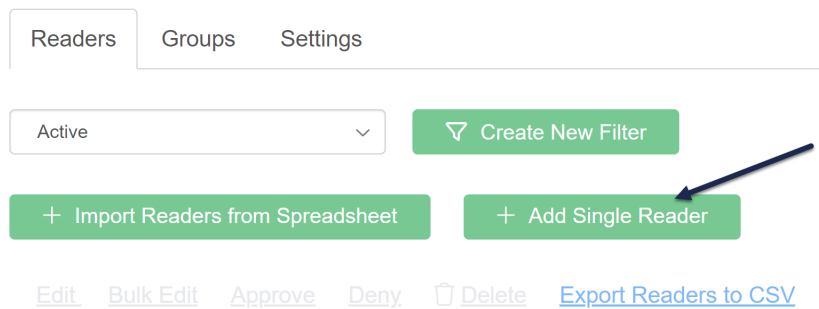 Readers Groups Settings
Active Create New Filter
Import Readers from Spreadsheet Add Single Reader
Edit Bulk Edit Approve Deny Delete Export Readers to CSV